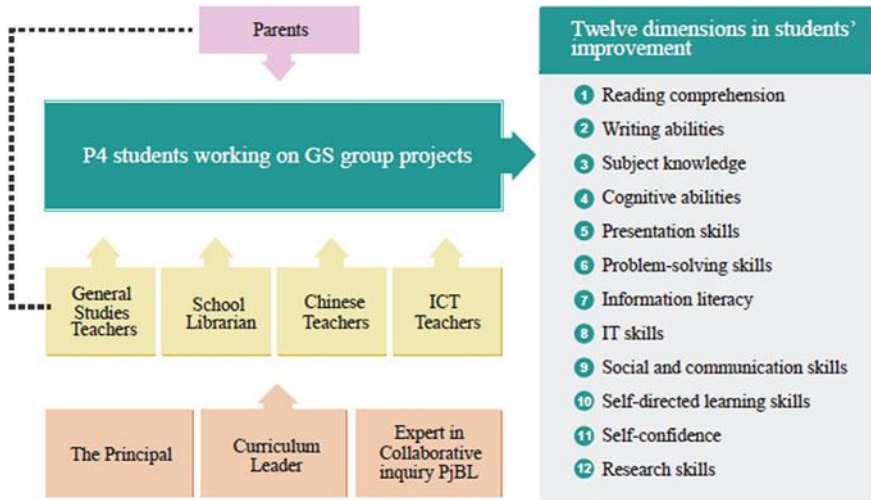 Parents
P4 students working on GS group projects
General
Studies
Teachers
School
Librarian
Chinese
Teachers
ICT
Teachers
The Principal
Curriculum
Leader
Expert in
Collaborative
inquiry PjBL
Twelve dimensions in students'
improvement
1 Reading comprehension
2 Writing abilities
3 Subject knowledge
4 Cognitive abilities
5 Presentation skills
6 Problem-solving skills
7 Information literacy
8 IT skills
9 Social and communication skills
10 Self-directed learning skills
11 Self-confidence
12 Research skills